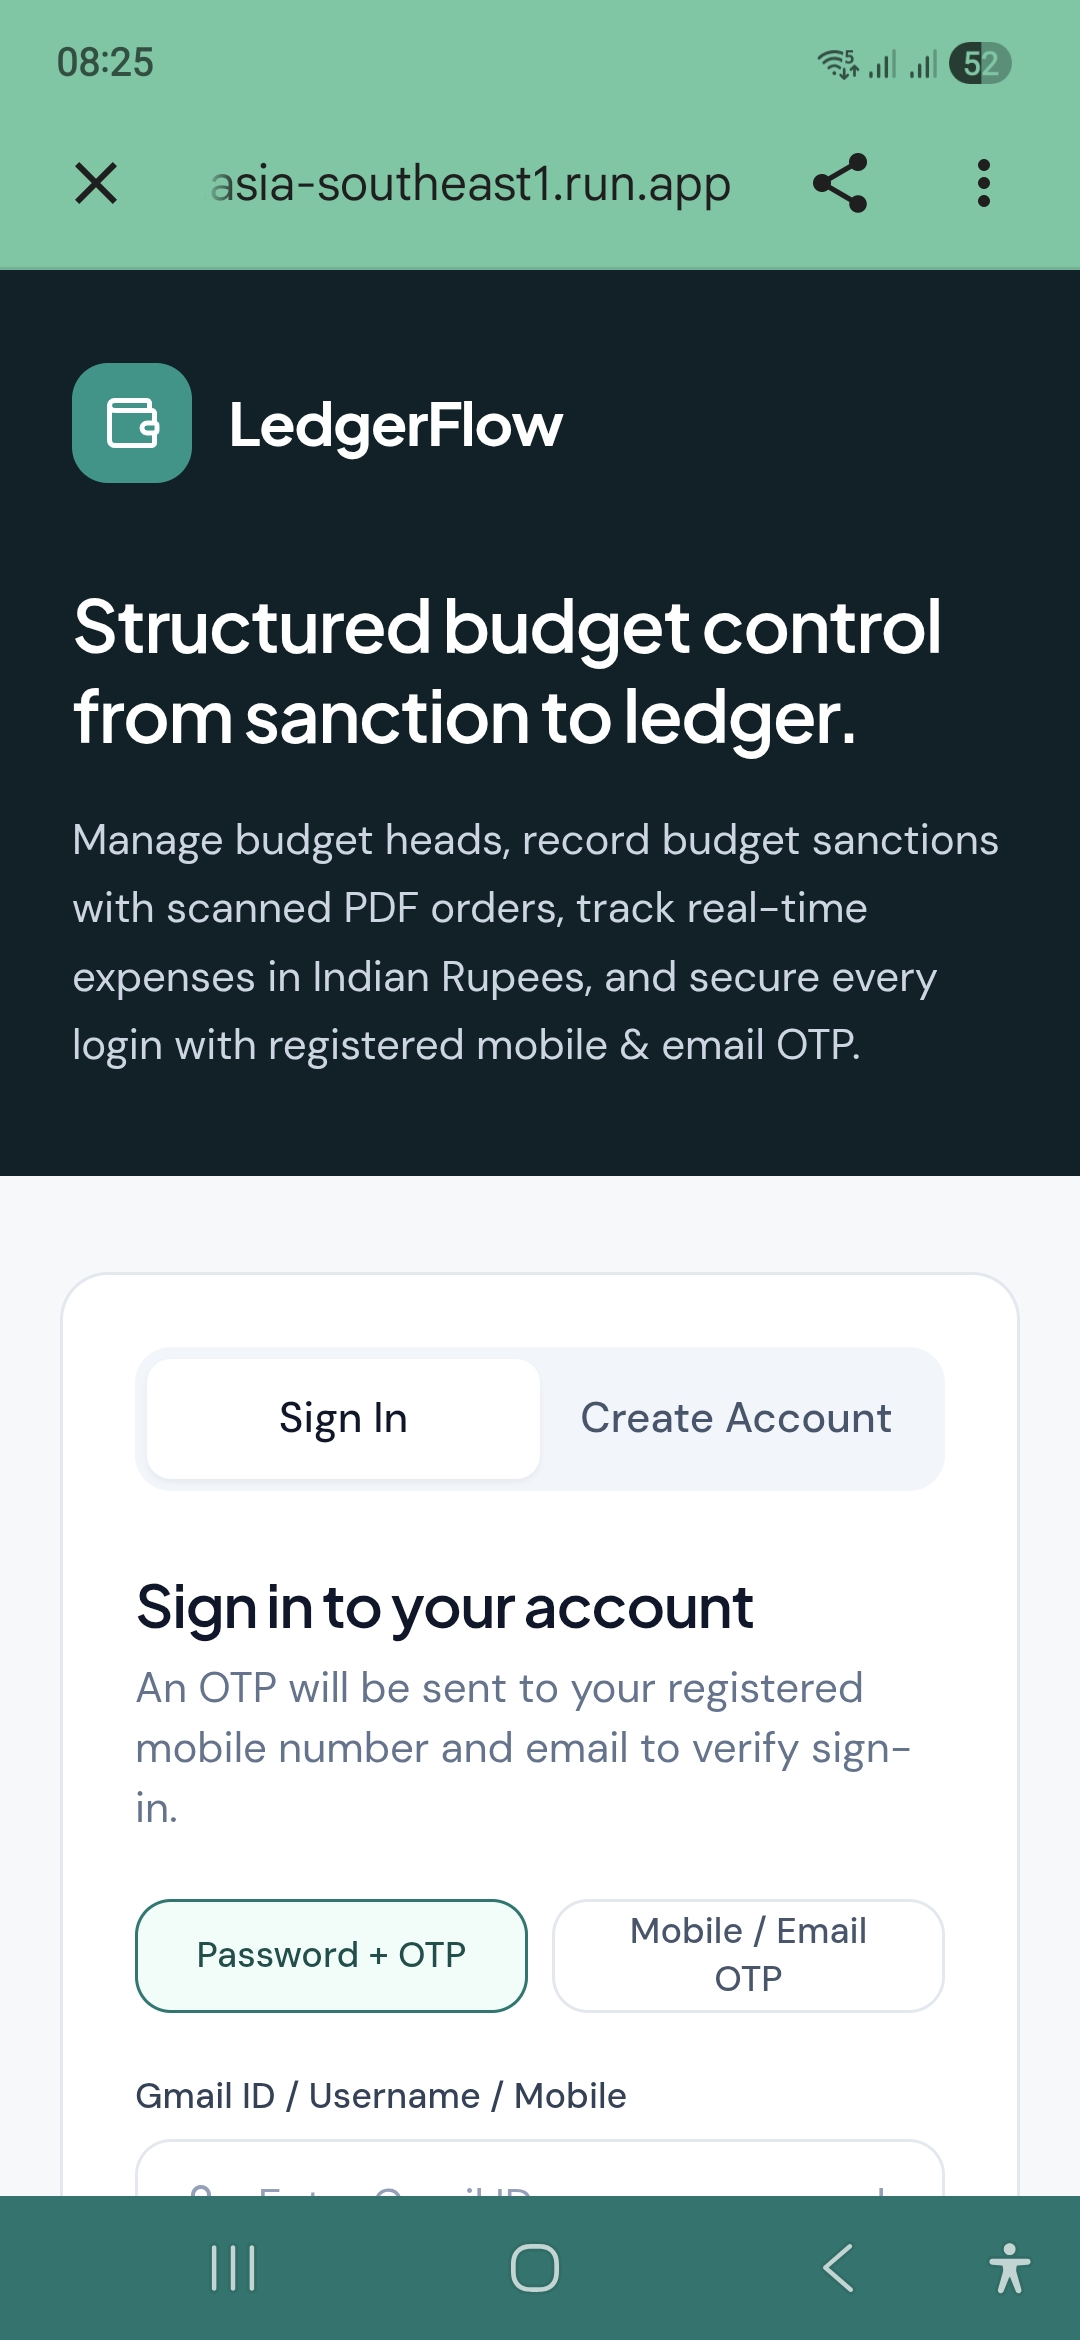 08:25
5
52
asia-southeast1.run.app
LedgerFlow
Structured budget control
from sanction to ledger.
Manage budget heads, record budget sanctions
with scanned PDF orders, track real-time
expenses in Indian Rupees, and secure every
login with registered mobile & email OTP.
Sign In
Create Account
Sign in to your account
An OTP will be sent to your registered
mobile number and email to verify sign-
in.
Password + OTP
Mobile / Email
OTP
Gmail ID / Username / Mobile